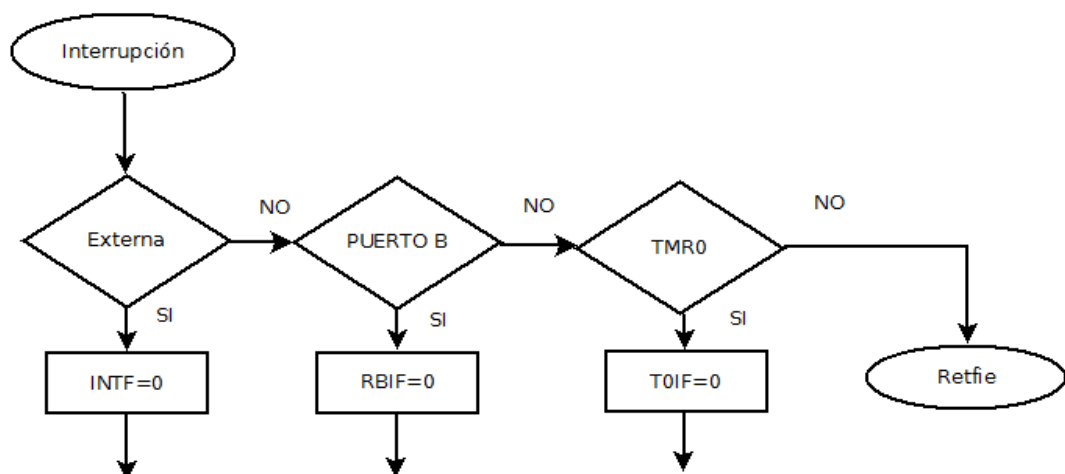 Interrupción
Externa
NO
PUERTO B
NO
TMR0
NO
SI
SI
SI
INTF=0
RBIF=0
T0IF=0
Retfie